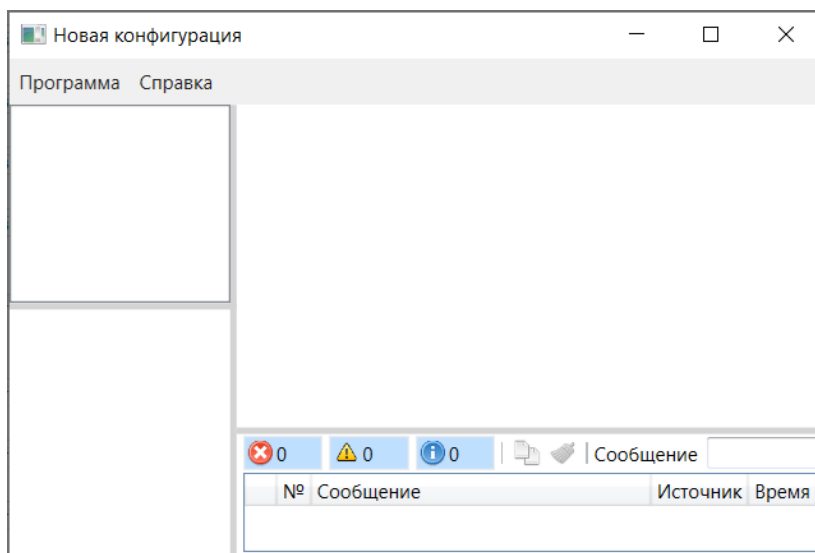 Новая конфигурация
Программа Справка
0 0 0 Сообщение
№ Сообщение Источник Время